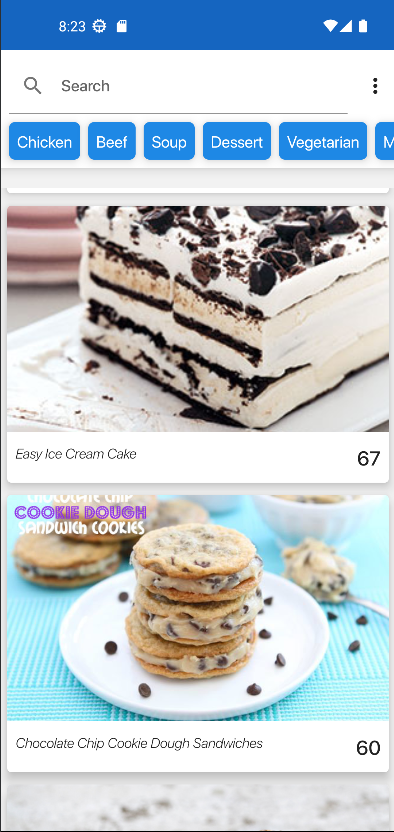 8:23
Search
Chicken
Beef
Soup
Dessert
Vegetarian
M
Easy Ice Cream Cake
67
CHOCOLATE CHIP
COOKIE DOUGH
SANDWICH COOKIES
Chocolate Chip Cookie Dough Sandwiches
60